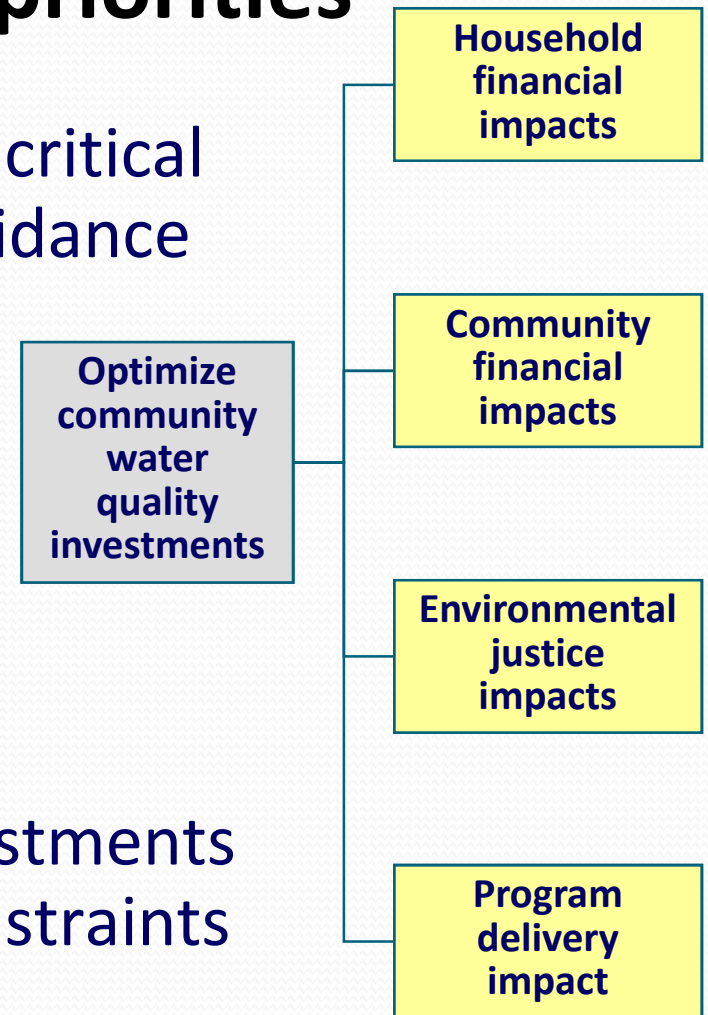 priorities
critical
idance
stments
straints
Optimize
community
water
quality
investments
Household
financial
impacts
Community
financial
impacts
Environmental
justice
impacts
Program
delivery
impact